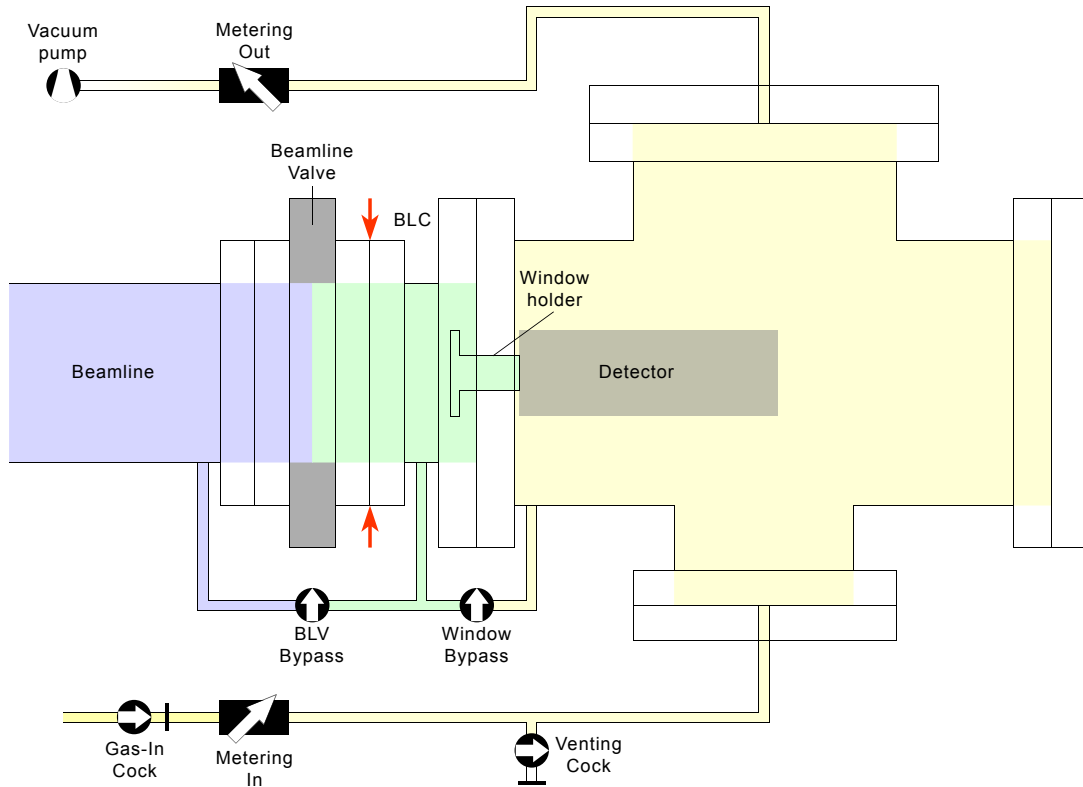 Vacuum
pump
Metering
Out
Beamline
Valve
BLC
Window
holder
Beamline
Detector
BLV
Bypass
Window
Bypass
Gas-In
Cock
Metering
In
Venting
Cock